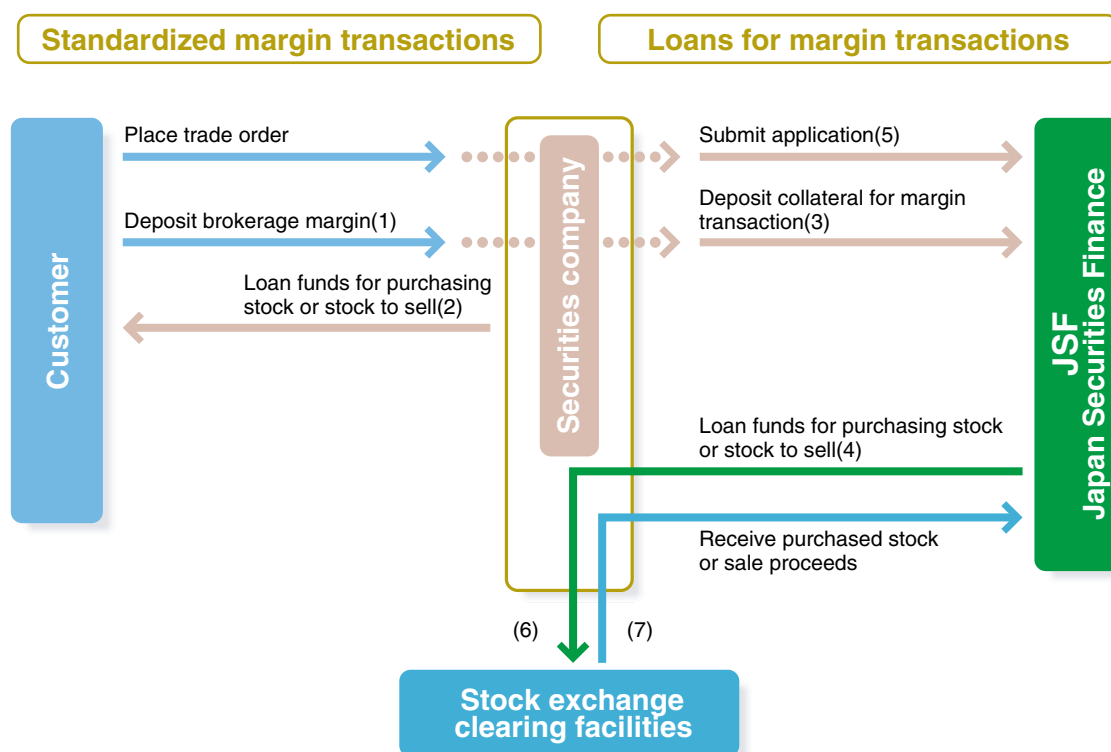 Standardized margin transactions
Loans for margin transactions
Customer
Place trade order
Deposit brokerage margin(1)
Loan funds for purchasing
stock or stock to sell(2)
Securities company
Submit application(5)
Deposit collateral for margin
transaction(3)
Loan funds for purchasing stock
or stock to sell(4)
Receive purchased stock
or sale proceeds
JSF
Japan Securities Finance
(6)
(7)
Stock exchange
clearing facilities